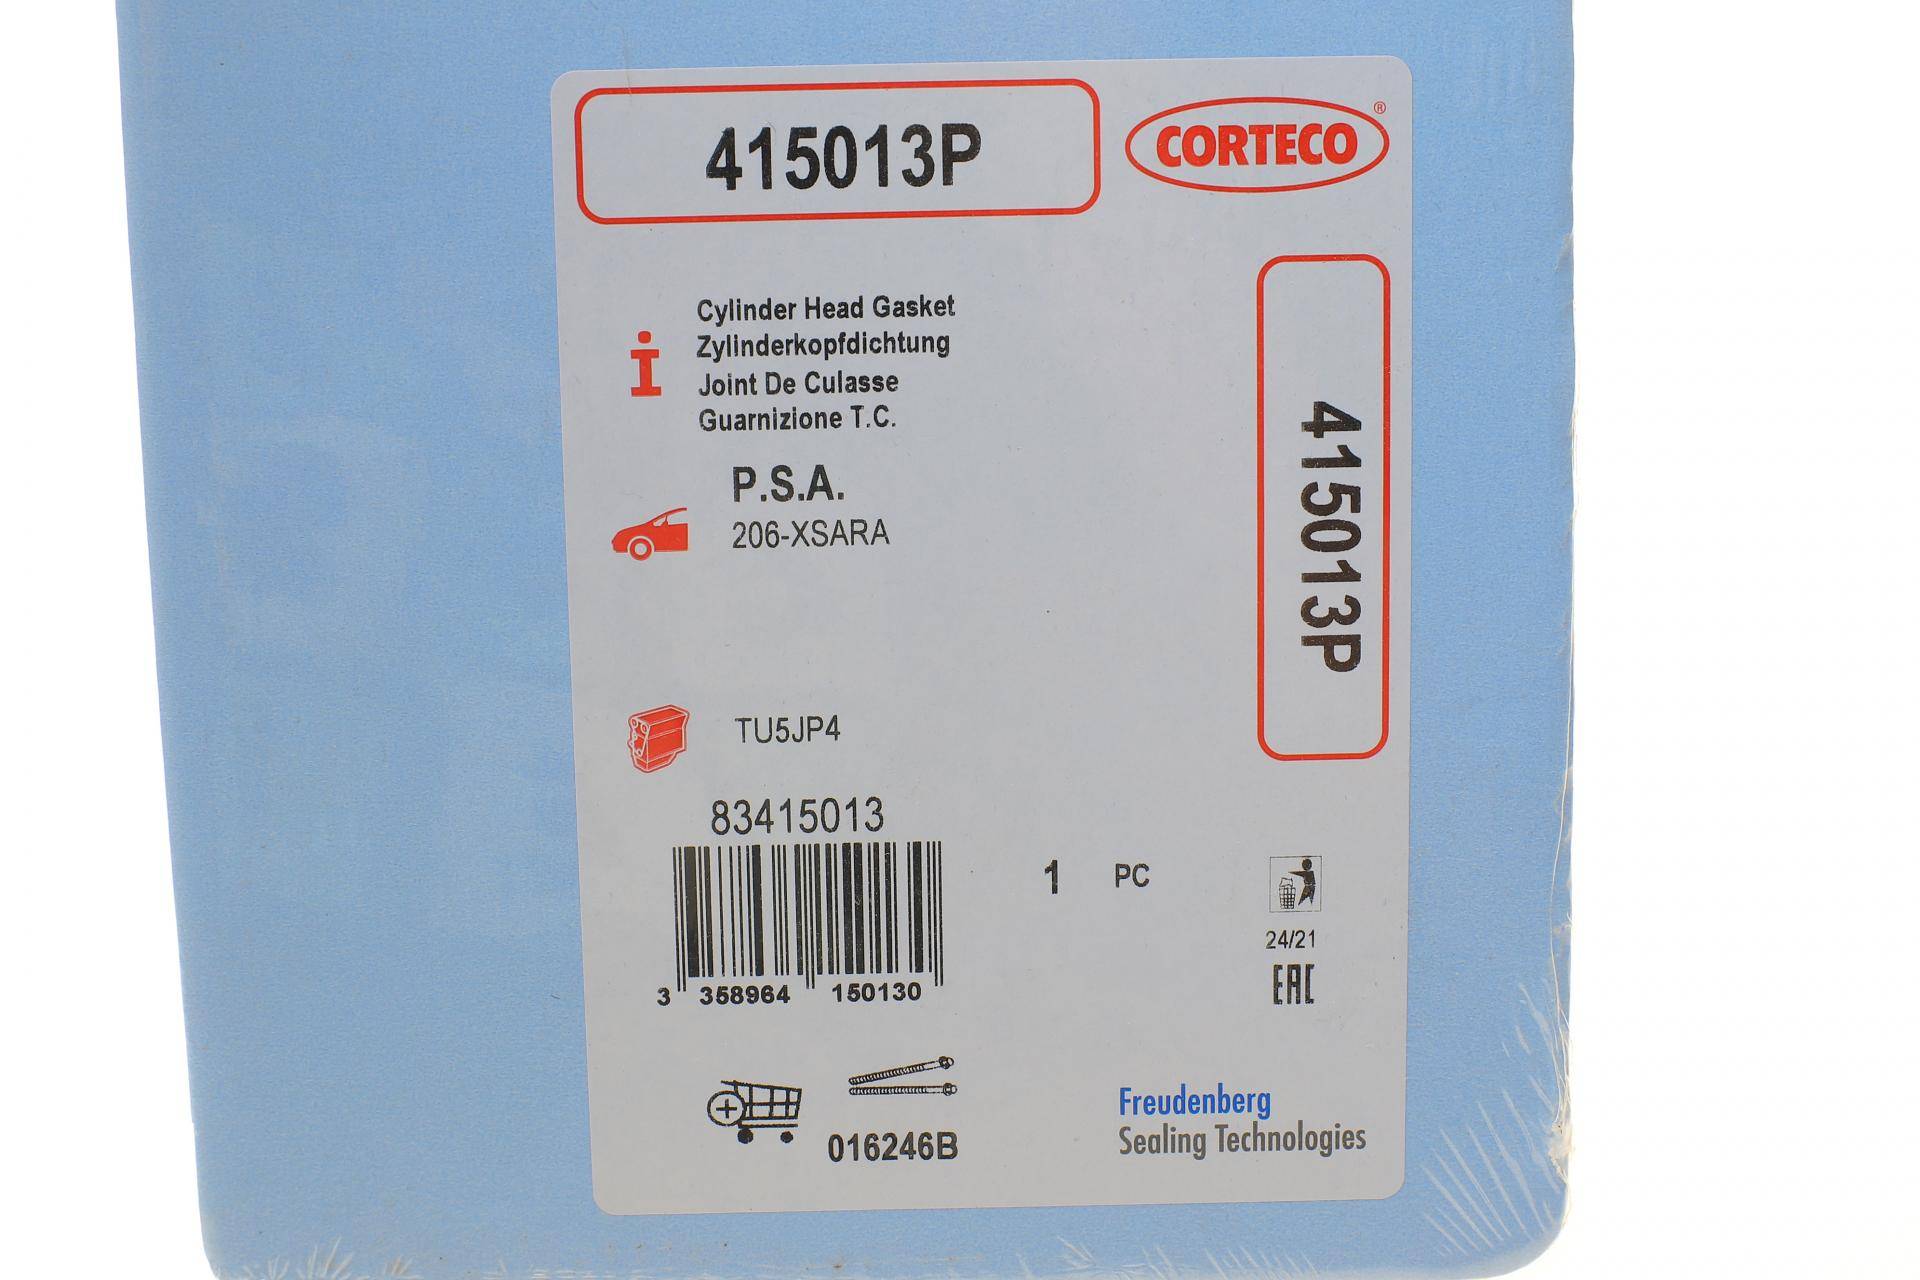 415013P
CORTECO®
Cylinder Head Gasket
Zylinderkopfdichtung
Joint De Culasse
Guarnizione T.C.
P.S.A.
206-XSARA
415013P
TU5JP4
83415013
3 358964 150130
1 PC
24/21
EAC
016246B
Freudenberg
Sealing Technologies